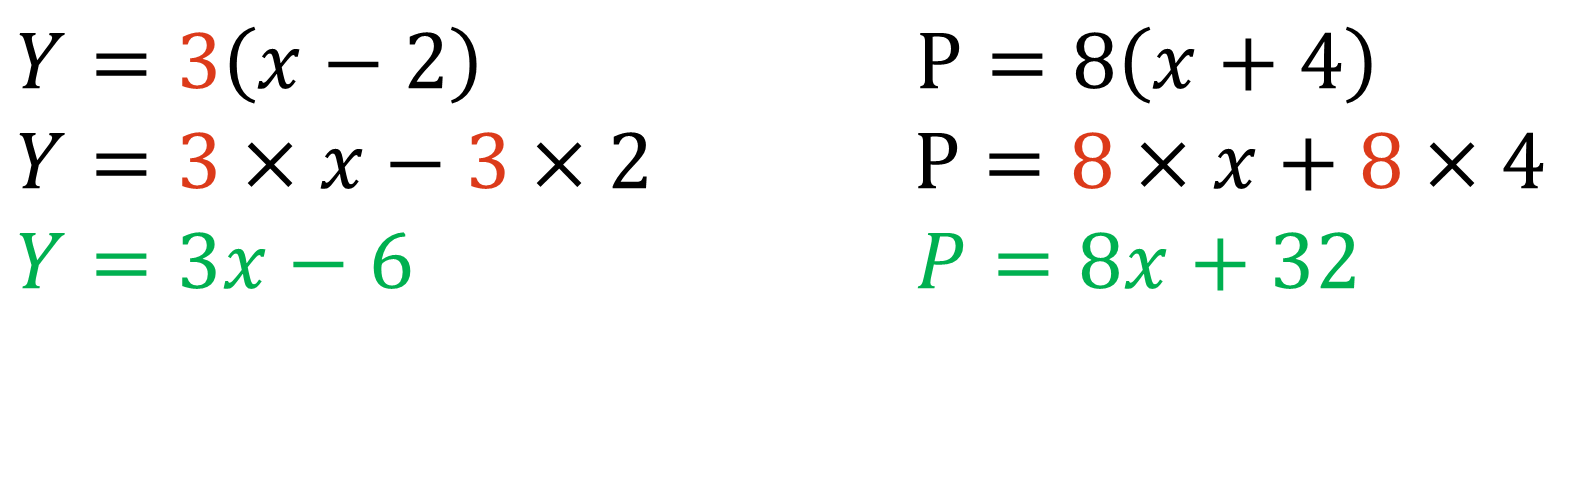 Y = 3(x − 2)
Y = 3 × x − 3 × 2
Y = 3x − 6
P = 8(x + 4)
P = 8 × x + 8 × 4
P = 8x + 32